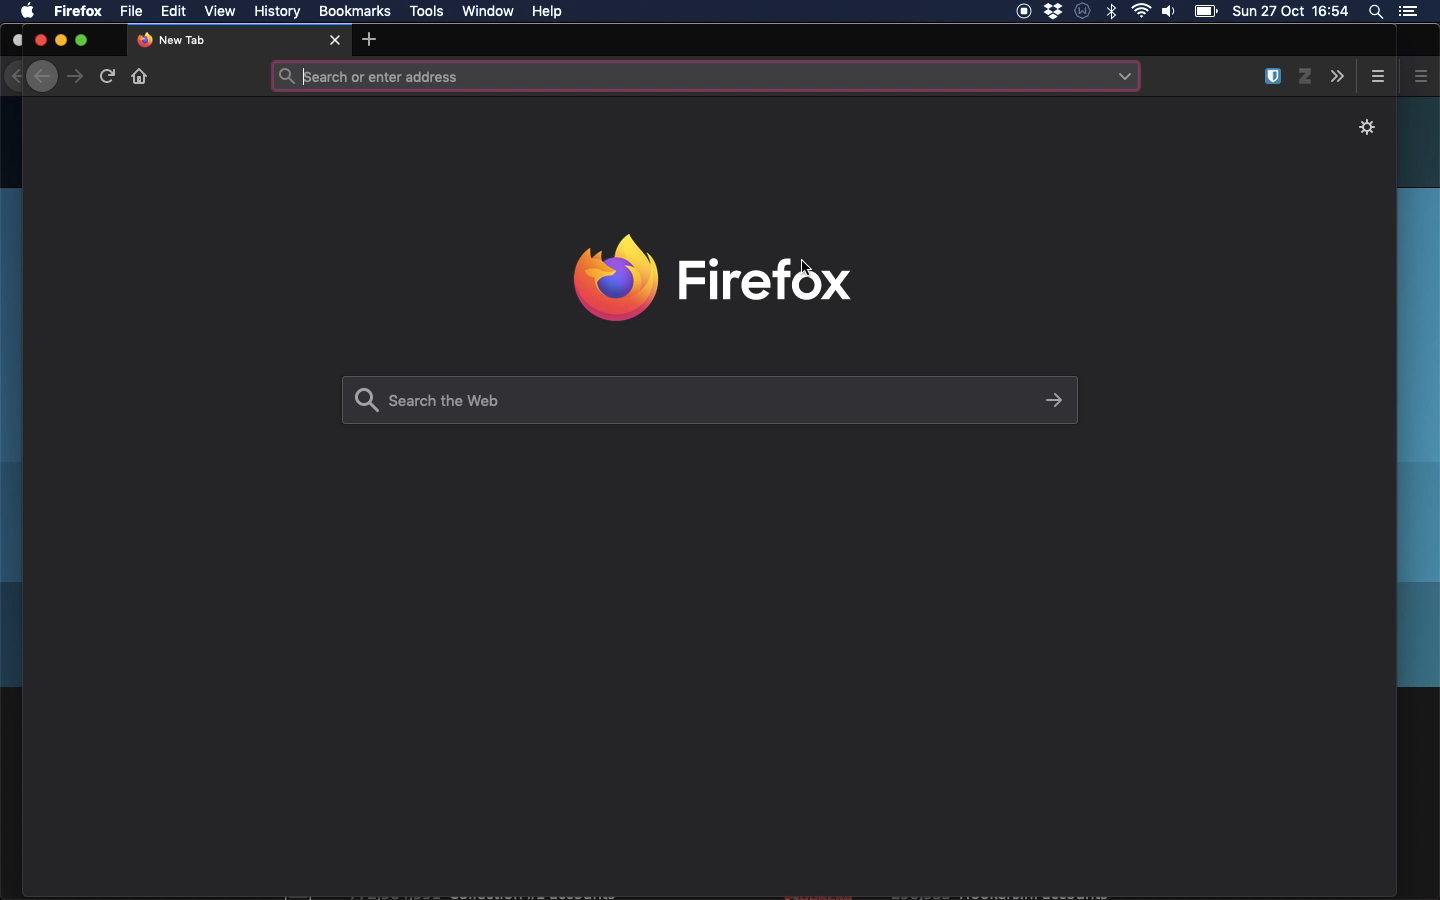 Firefox File Edit View History Bookmarks Tools Window Help Sun 27 Oct 16:54
New Tab
Search or enter address
Firefox
Search the Web